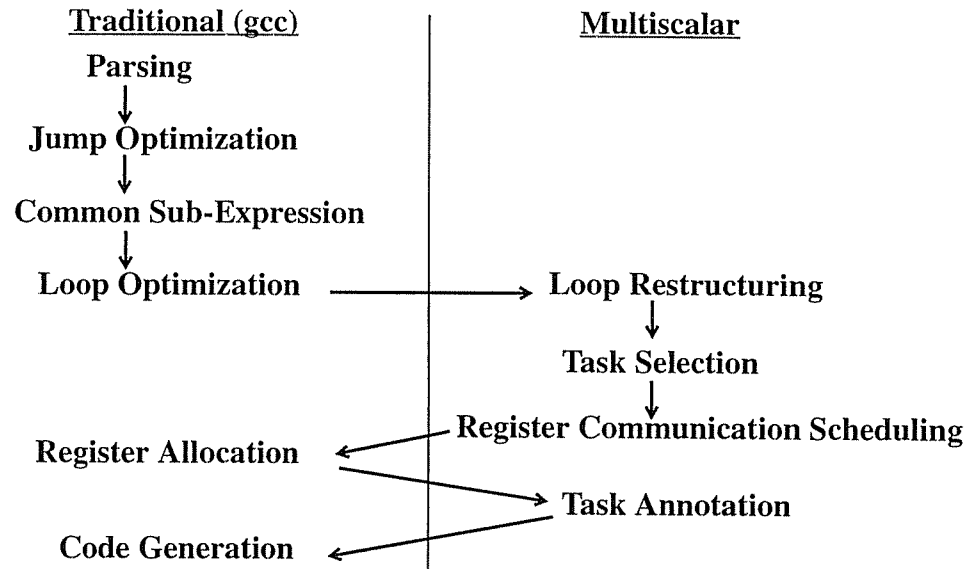 Traditional (gcc)
Multiscalar
Parsing
Jump Optimization
Common Sub-Expression
Loop Optimization
Loop Restructuring
Task Selection
Register Communication Scheduling
Register Allocation
Task Annotation
Code Generation